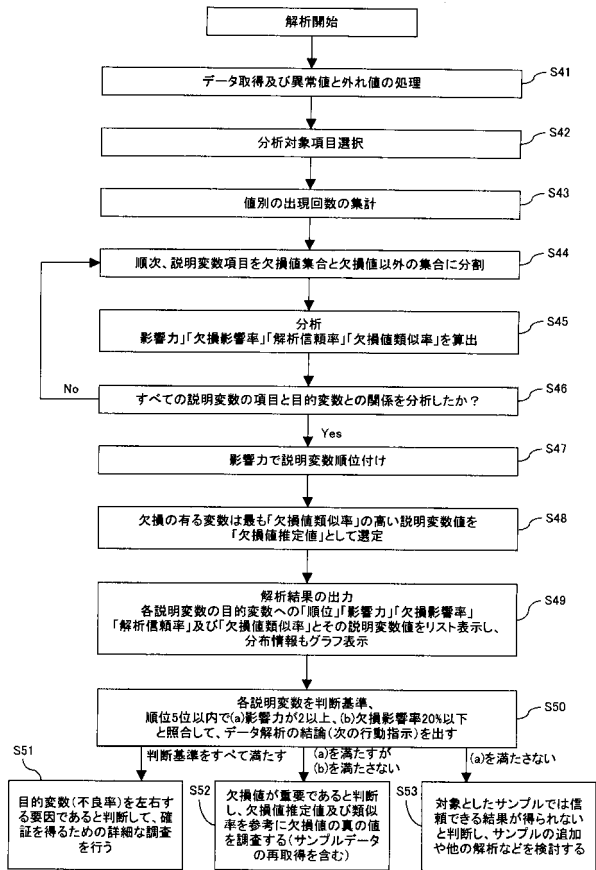 解析開始
データ取得及び異常値と外れ値の処理
S41
分析対象項目選択
S42
値別の出現回数の集計
S43
順次、説明変数項目を欠損値集合と欠損値以外の集合に分割
S44
分析
影響力」「欠損影響率」「解析信頼率」「欠損値類似率」を算出
S45
No
すべての説明変数の項目と目的変数との関係を分析したか?
S46
Yes
影響力で説明変数順位付け
S47
欠損の有る変数は最も「欠損値類似率」の高い説明変数値を
「欠損値推定値」として選定
S48
解析結果の出力
各説明変数の目的変数への「順位」「影響力」「欠損影響率」
「解析信頼率」及び「欠損値類似率」とその説明変数値をリスト表示し、
分布情報もグラフ表示
S49
各説明変数を判断基準、
順位5位以内で(a)影響力が2以上、(b)欠損影響率20%以下
と照合して、データ解析の結論(次の行動指示)を出す
S50
判断基準をすべて満たす
(a)を満たすが
(b)を満たさない
(a)を満たさない
S51
目的変数(不良率)を左右す
る要因であると判断して、確
証を得るための詳細な調査
を行う
S52
欠損値が重要であると判断
し、欠損値推定値及び類似
率を参考に欠損値の真の値
を調査する(サンプルデータ
の再取得を含む)
S53
対象としたサンプルでは信
頼できる結果が得られない
と判断し、サンプルの追加
や他の解析などを検討する